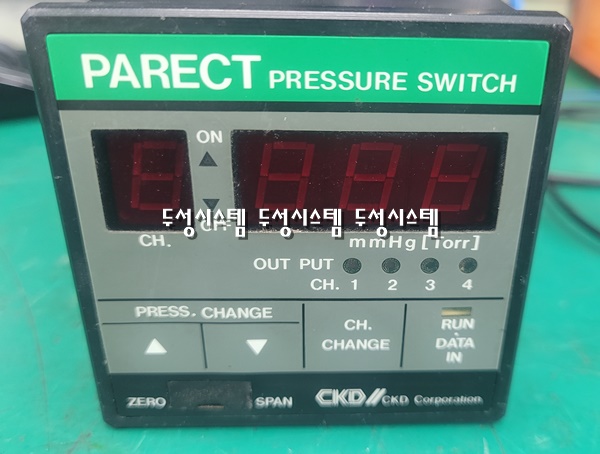 PARECT PRESSURE SWITCH
ON
두성시스템 두성시스템 두성시스템
CH. OFF mmHg[Torr]
OUT PUT
CH. 1 2 3 4
PRESS. CHANGE
▲ ▼
CH. CHANGE
RUN
DATA
IN
ZERO SPAN CKD CKD Corporation